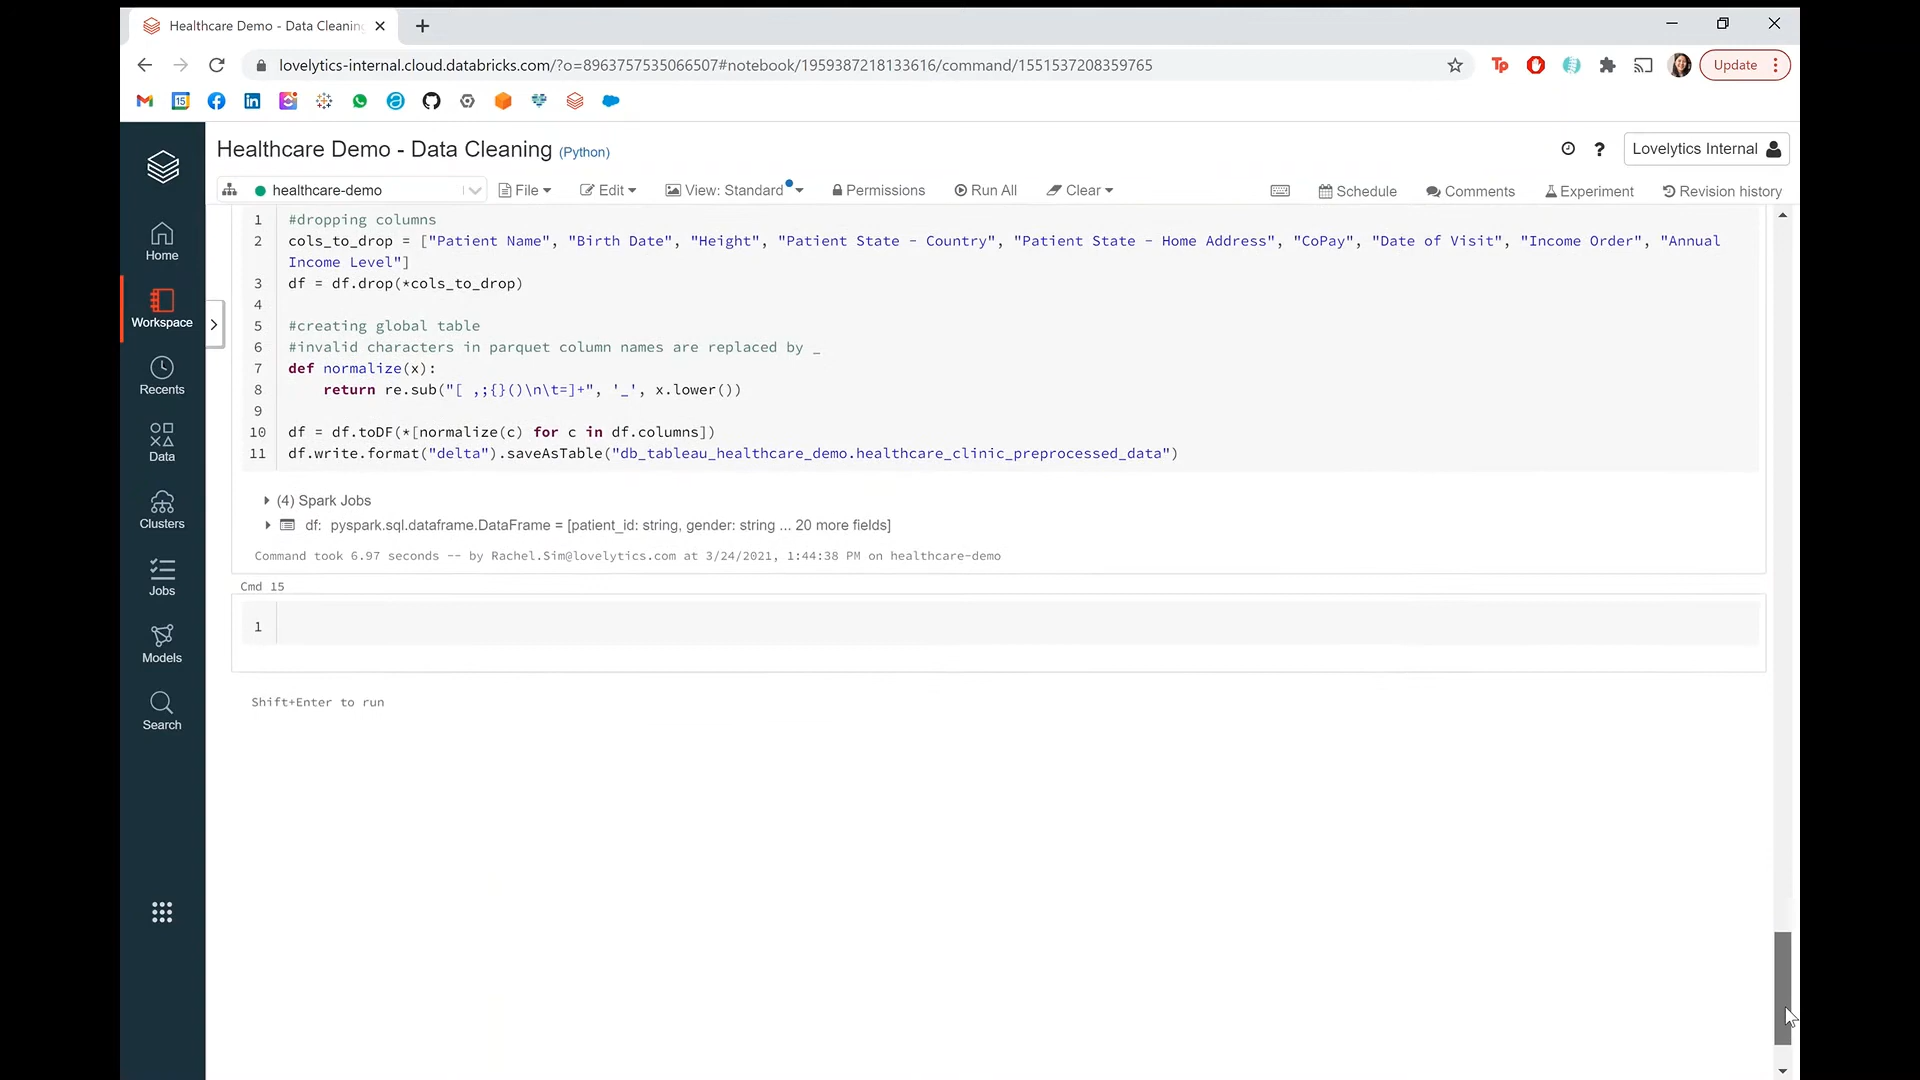 Healthcare Demo - Data Cleaning
lovelytics-internal.cloud.databricks.com/?o=8963757535066507#notebook/1959387218133616/command/1551537208359765
Tp
Update
15
Healthcare Demo - Data Cleaning (Python)
? Lovelytics Internal
healthcare-demo File Edit View: Standard Permissions Run All Clear Schedule Comments Experiment Revision history
Home
Workspace
Recents
Data
Clusters
Jobs
Models
Search
1 #dropping columns
2 cols_to_drop = ["Patient Name", "Birth Date", "Height", "Patient State - Country", "Patient State - Home Address", "CoPay", "Date of Visit", "Income Order", "Annual
Income Level"]
3 df = df.drop(*cols_to_drop)
4
5 #creating global table
6 #invalid characters in parquet column names are replaced by _
7 def normalize(x):
8 return re.sub("[ ,;{}()\n\t=]+", '_', x.lower())
9
10 df = df.toDF(*[normalize(c) for c in df.columns])
11 df.write.format("delta").saveAsTable("db_tableau_healthcare_demo.healthcare_clinic_preprocessed_data")
(4) Spark Jobs
df: pyspark.sql.dataframe.DataFrame = [patient_id: string, gender: string ... 20 more fields]
Command took 6.97 seconds -- by Rachel.Sim@lovelytics.com at 3/24/2021, 1:44:38 PM on healthcare-demo
Cmd 15
1
Shift+Enter to run